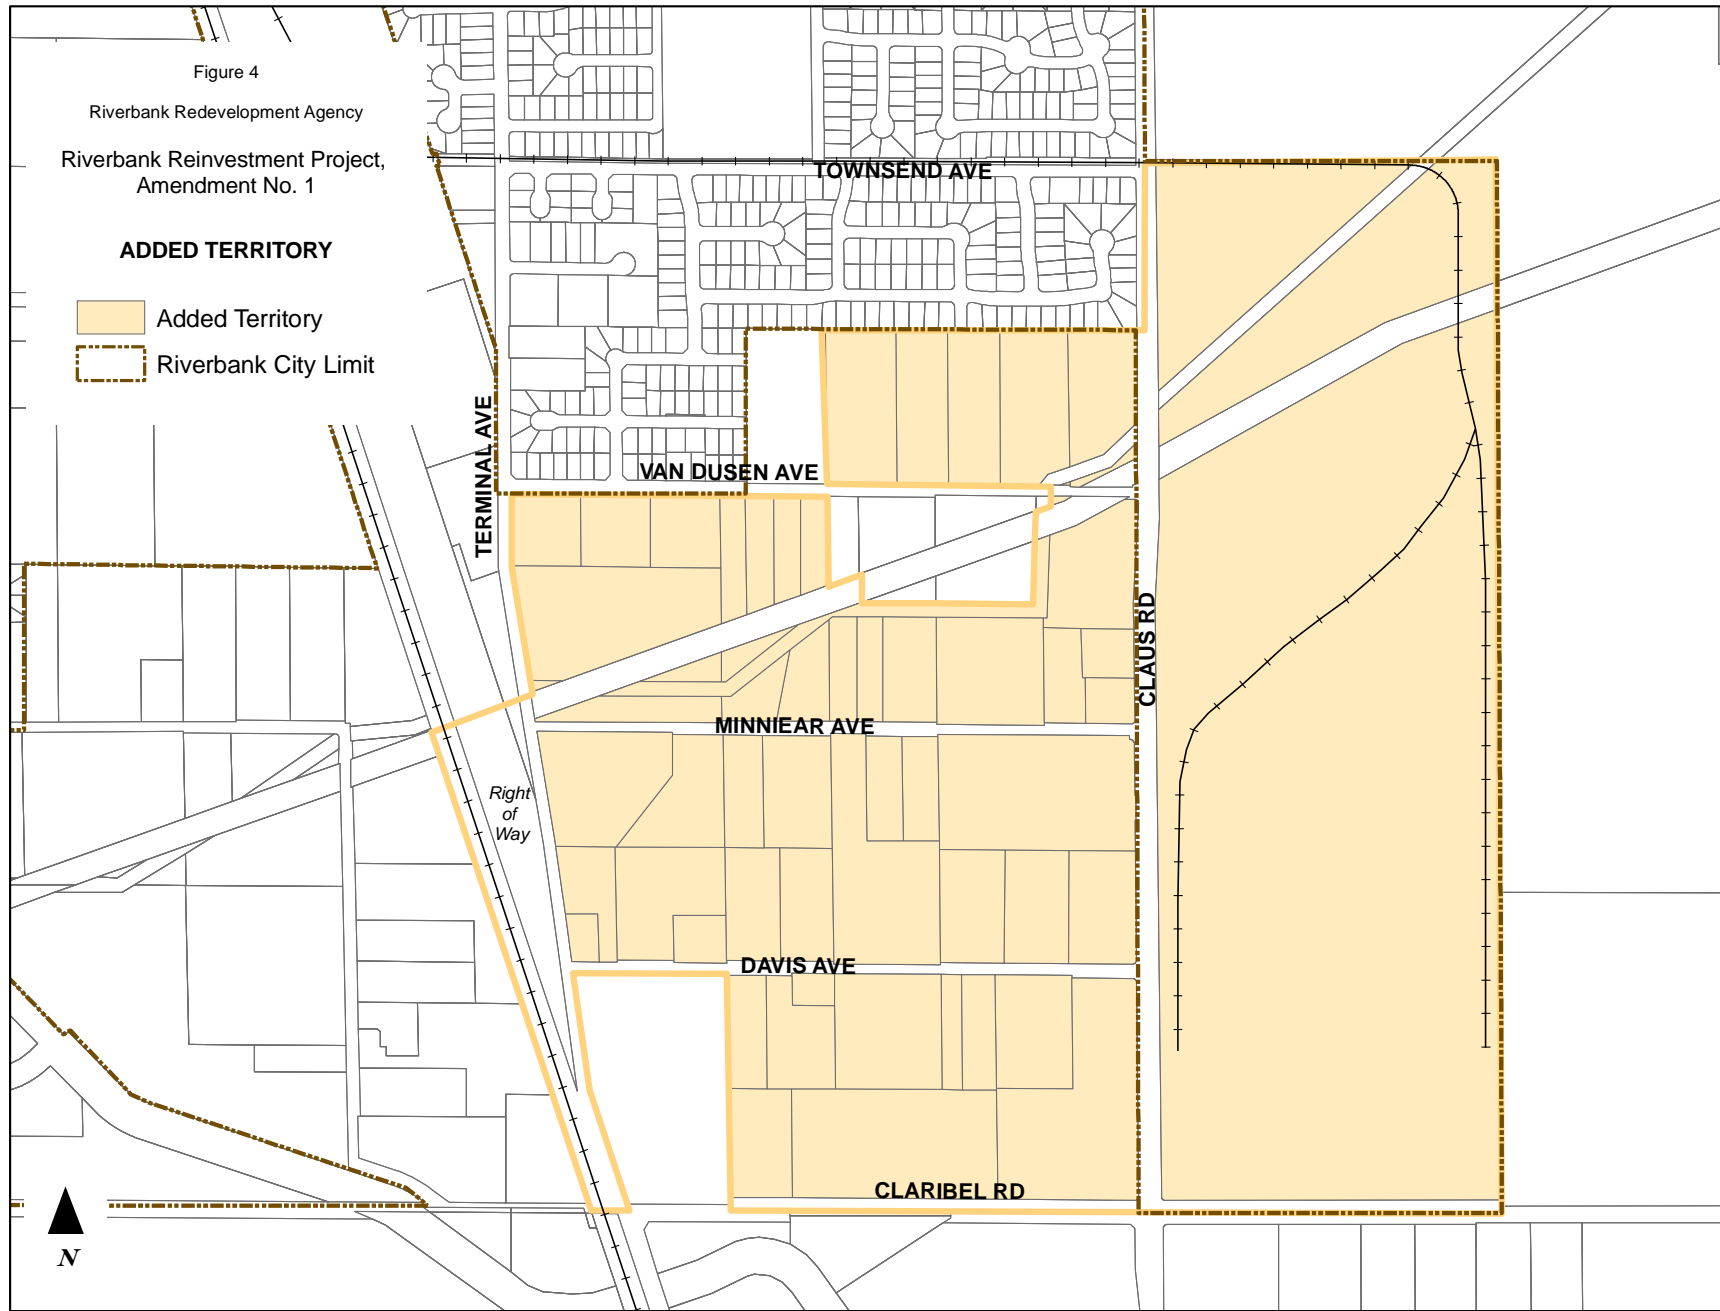 Figure 4
Riverbank Redevelopment Agency
Riverbank Reinvestment Project,
Amendment No. 1
ADDED TERRITORY
Added Territory
Riverbank City Limit
TOWNSEND AVE
TERMINAL AVE
VAN DUSEN AVE
CLAUS RD
MINNIEAR AVE
Right
of
Way
DAVIS AVE
CLARIBEL RD
N